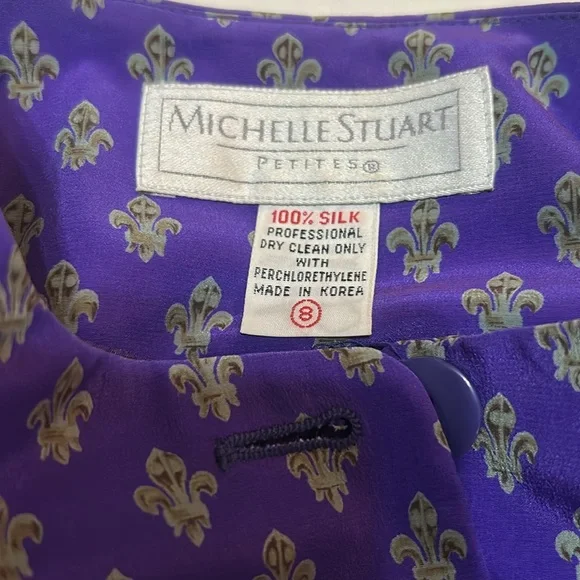 MICHELLE STUART
PETITES®
100% SILK
PROFESSIONAL
DRY CLEAN ONLY
WITH
PERCHLORETHYLENE
MADE IN KOREA
8